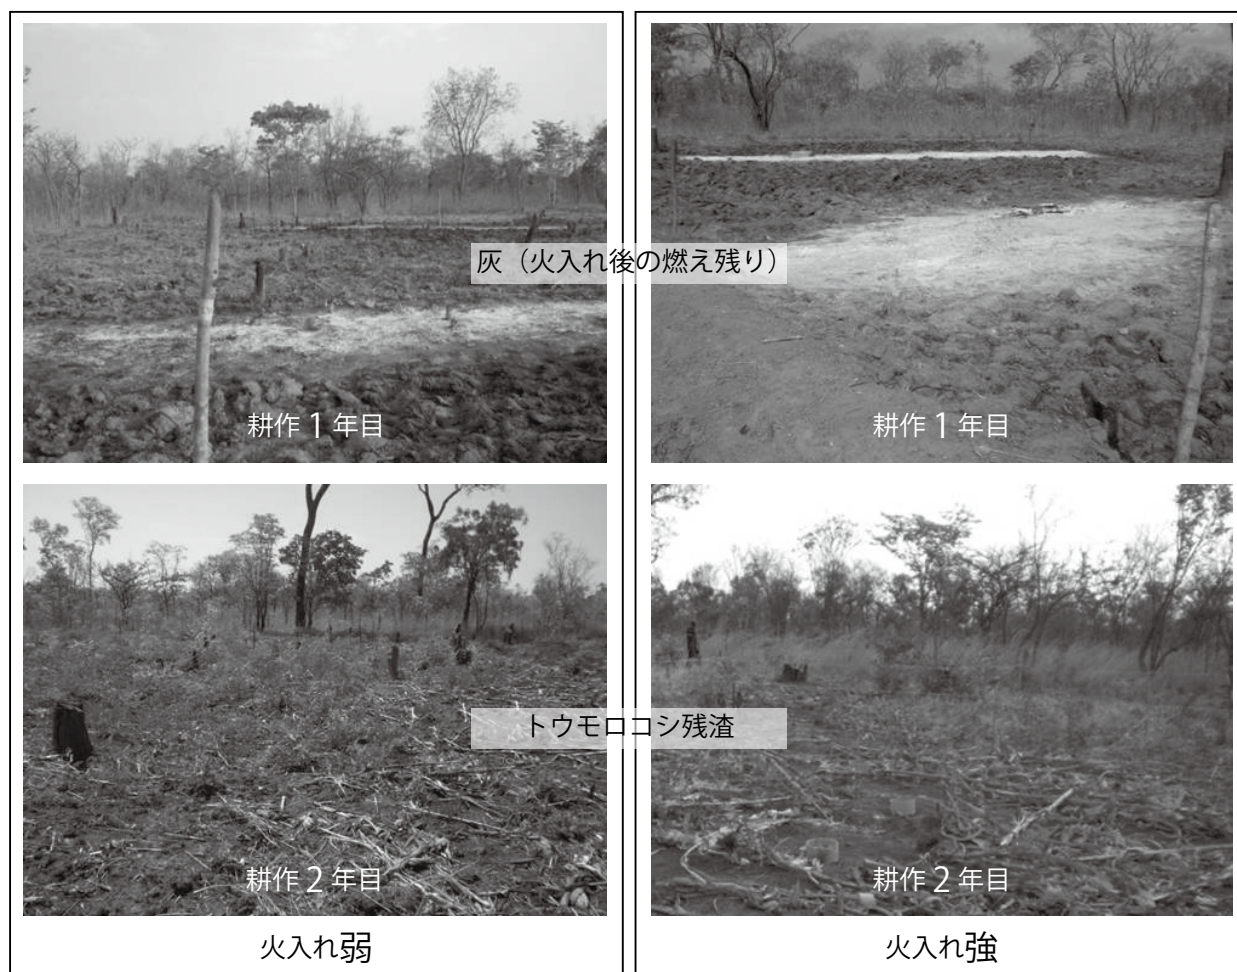 灰（火入れ後の燃え残り）
耕作 1 年目
耕作 1 年目
トウモロコシ残渣
耕作 2 年目
耕作 2 年目
火入れ弱
火入れ強